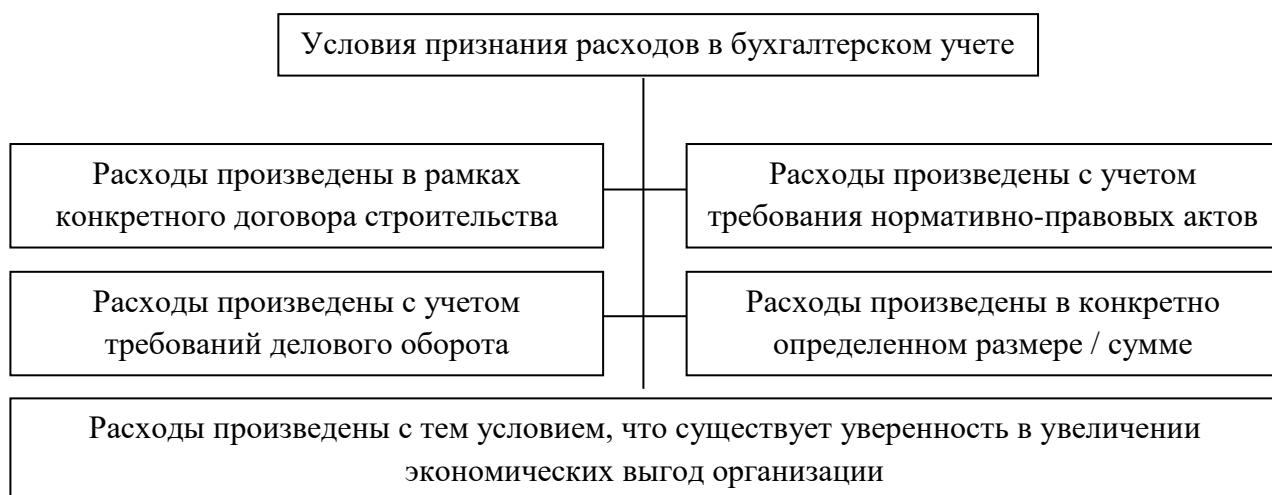 Условия признания расходов в бухгалтерском учете
Расходы произведены в рамках
конкретного договора строительства
Расходы произведены с учетом
требования нормативно-правовых актов
Расходы произведены с учетом
требований делового оборота
Расходы произведены в конкретно
определенном размере / сумме
Расходы произведены с тем условием, что существует уверенность в увеличении
экономических выгод организации